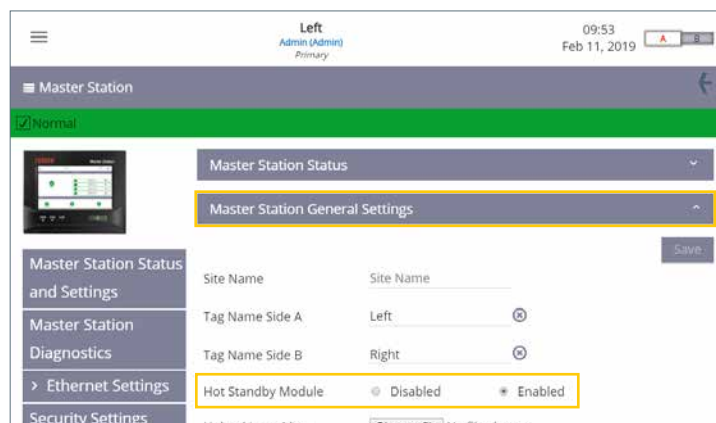 Left
Admin (Admin)
Primary
09:53
Feb 11, 2019
A
B
Master Station
Normal
Master Station Status
Master Station General Settings
Save
Master Station Status
and Settings
Master Station
Diagnostics
> Ethernet Settings
Security Settings
Site Name Site Name
Tag Name Side A Left
Tag Name Side B Right
Hot Standby Module Disabled Enabled